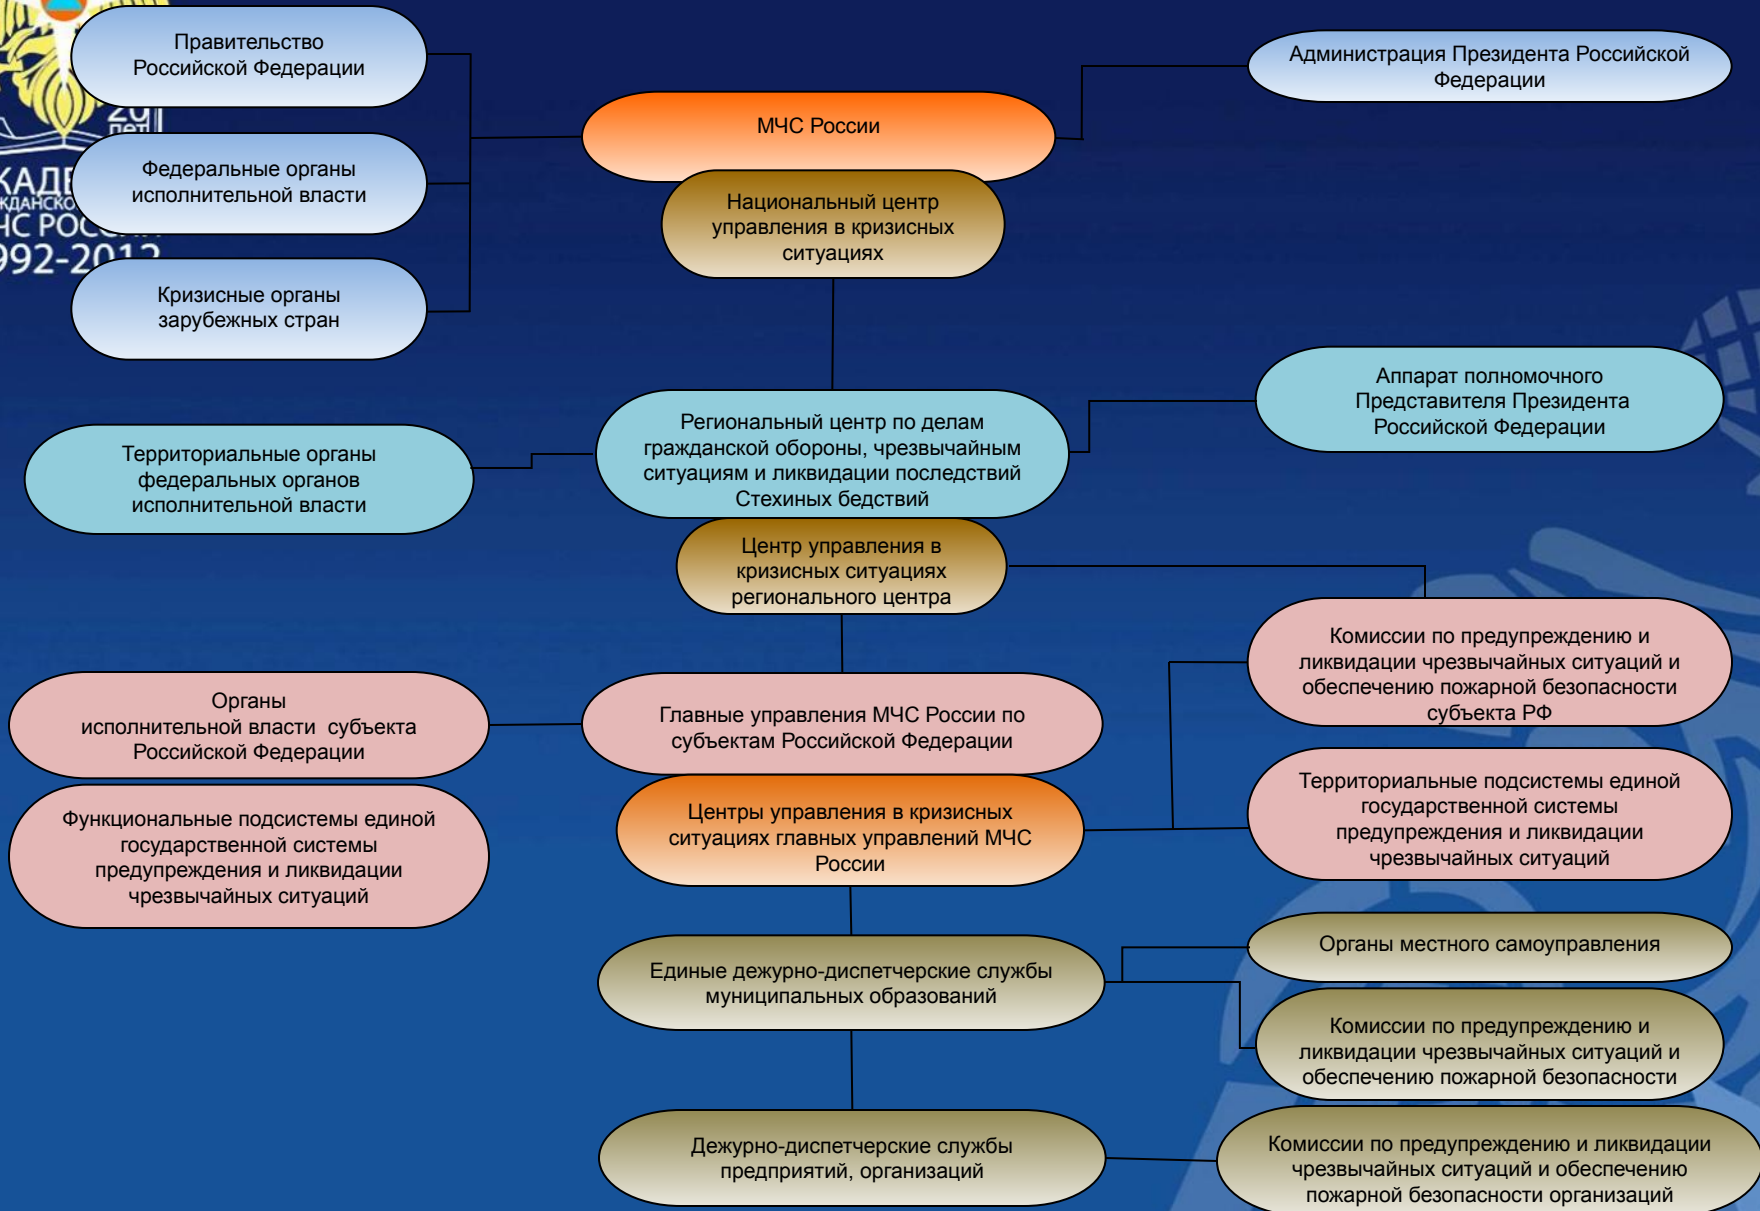 Правительство
Российской Федерации
Администрация Президента Российской
Федерации
МЧС России
20
лет
Федеральные органы
исполнительной власти
Национальный центр
управления в кризисных
ситуациях
Кризисные органы
зарубежных стран
Аппарат полномочного
Представителя Президента
Российской Федерации
Региональный центр по делам
гражданской обороны, чрезвычайным
ситуациям и ликвидации последствий
Стехиных бедствий
Территориальные органы
федеральных органов
исполнительной власти
Центр управления в
кризисных ситуациях
регионального центра
Комиссии по предупреждению и
ликвидации чрезвычайных ситуаций и
обеспечению пожарной безопасности
субъекта РФ
Органы
исполнительной власти субъекта
Российской Федерации
Главные управления МЧС России по
субъектам Российской Федерации
Функциональные подсистемы единой
государственной системы
предупреждения и ликвидации
чрезвычайных ситуаций
Центры управления в кризисных
ситуациях главных управлений МЧС
России
Территориальные подсистемы единой
государственной системы
предупреждения и ликвидации
чрезвычайных ситуаций
Органы местного самоуправления
Единые дежурно-диспетчерские службы
муниципальных образований
Комиссии по предупреждению и
ликвидации чрезвычайных ситуаций и
обеспечению пожарной безопасности
Дежурно-диспетчерские службы
предприятий, организаций
Комиссии по предупреждению и ликвидации
чрезвычайных ситуаций и обеспечению
пожарной безопасности организаций